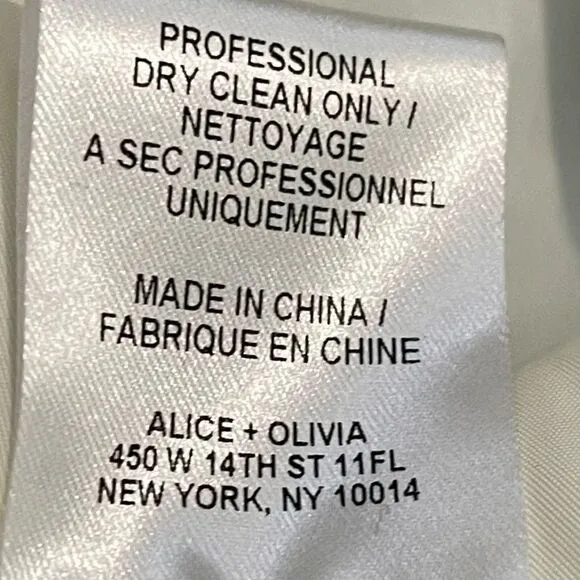 PROFESSIONAL
DRY CLEAN ONLY /
NETTOYAGE
A SEC PROFESSIONNEL
UNIQUEMENT
MADE IN CHINA /
FABRIQUE EN CHINE
ALICE + OLIVIA
450 W 14TH ST 11FL
NEW YORK, NY 10014